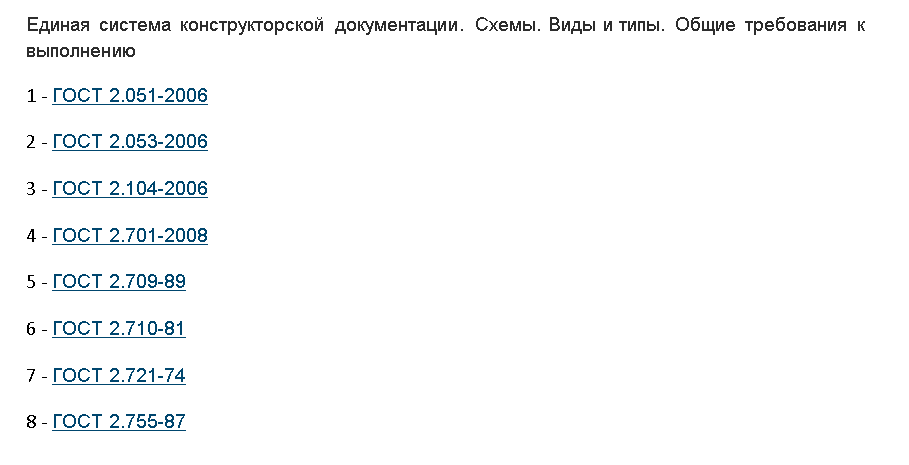 Единая система конструкторской документации. Схемы. Виды и типы. Общие требования к
выполнению
1 - ГОСТ 2.051-2006
2 - ГОСТ 2.053-2006
3 - ГОСТ 2.104-2006
4 - ГОСТ 2.701-2008
5 - ГОСТ 2.709-89
6 - ГОСТ 2.710-81
7 - ГОСТ 2.721-74
8 - ГОСТ 2.755-87